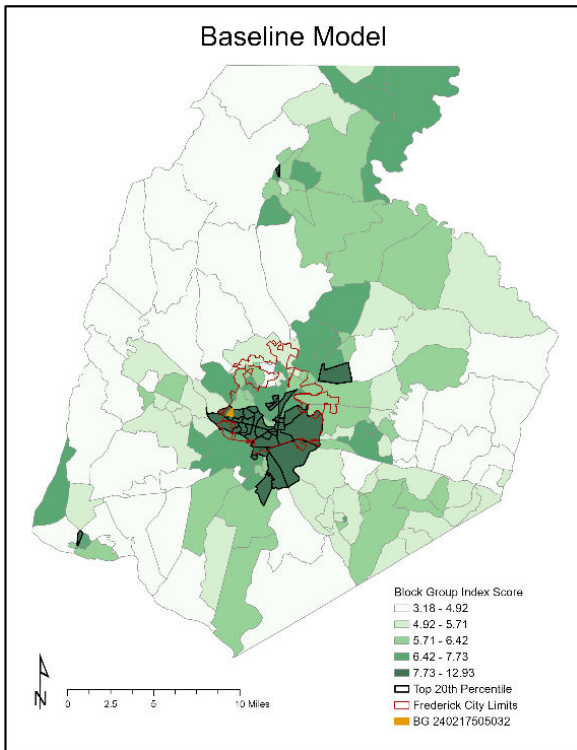 Baseline Model
Block Group Index Score
3.18 - 4.92
4.92 - 5.71
5.71 - 6.42
6.42 - 7.73
7.73 - 12.93
Top 20th Percentile
Frederick City Limits
BG 240217505032
N
0 2.5 5 10 Miles